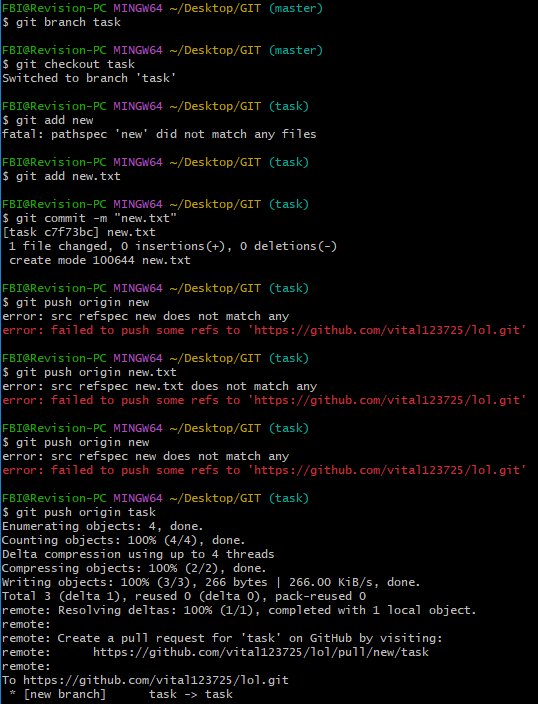 FBI@Revision-PC MINGW64 ~/Desktop/GIT (master)
$ git branch task
FBI@Revision-PC MINGW64 ~/Desktop/GIT (master)
$ git checkout task
Switched to branch 'task'
FBI@Revision-PC MINGW64 ~/Desktop/GIT (task)
$ git add new
fatal: pathspec 'new' did not match any files
FBI@Revision-PC MINGW64 ~/Desktop/GIT (task)
$ git add new.txt
FBI@Revision-PC MINGW64 ~/Desktop/GIT (task)
$ git commit -m "new.txt"
[task c7f73bc] new.txt
 1 file changed, 0 insertions(+), 0 deletions(-)
 create mode 100644 new.txt
FBI@Revision-PC MINGW64 ~/Desktop/GIT (task)
$ git push origin new
error: src refspec new does not match any
error: failed to push some refs to 'https://github.com/vital123725/lol.git'
FBI@Revision-PC MINGW64 ~/Desktop/GIT (task)
$ git push origin new.txt
error: src refspec new.txt does not match any
error: failed to push some refs to 'https://github.com/vital123725/lol.git'
FBI@Revision-PC MINGW64 ~/Desktop/GIT (task)
$ git push origin new
error: src refspec new does not match any
error: failed to push some refs to 'https://github.com/vital123725/lol.git'
FBI@Revision-PC MINGW64 ~/Desktop/GIT (task)
$ git push origin task
Enumerating objects: 4, done.
Counting objects: 100% (4/4), done.
Delta compression using up to 4 threads
Compressing objects: 100% (2/2), done.
Writing objects: 100% (3/3), 266 bytes | 266.00 KiB/s, done.
Total 3 (delta 1), reused 0 (delta 0), pack-reused 0
remote: Resolving deltas: 100% (1/1), completed with 1 local object.
remote:
remote: Create a pull request for 'task' on GitHub by visiting:
remote:      https://github.com/vital123725/lol/pull/new/task
remote:
To https://github.com/vital123725/lol.git
 * [new branch]      task -> task